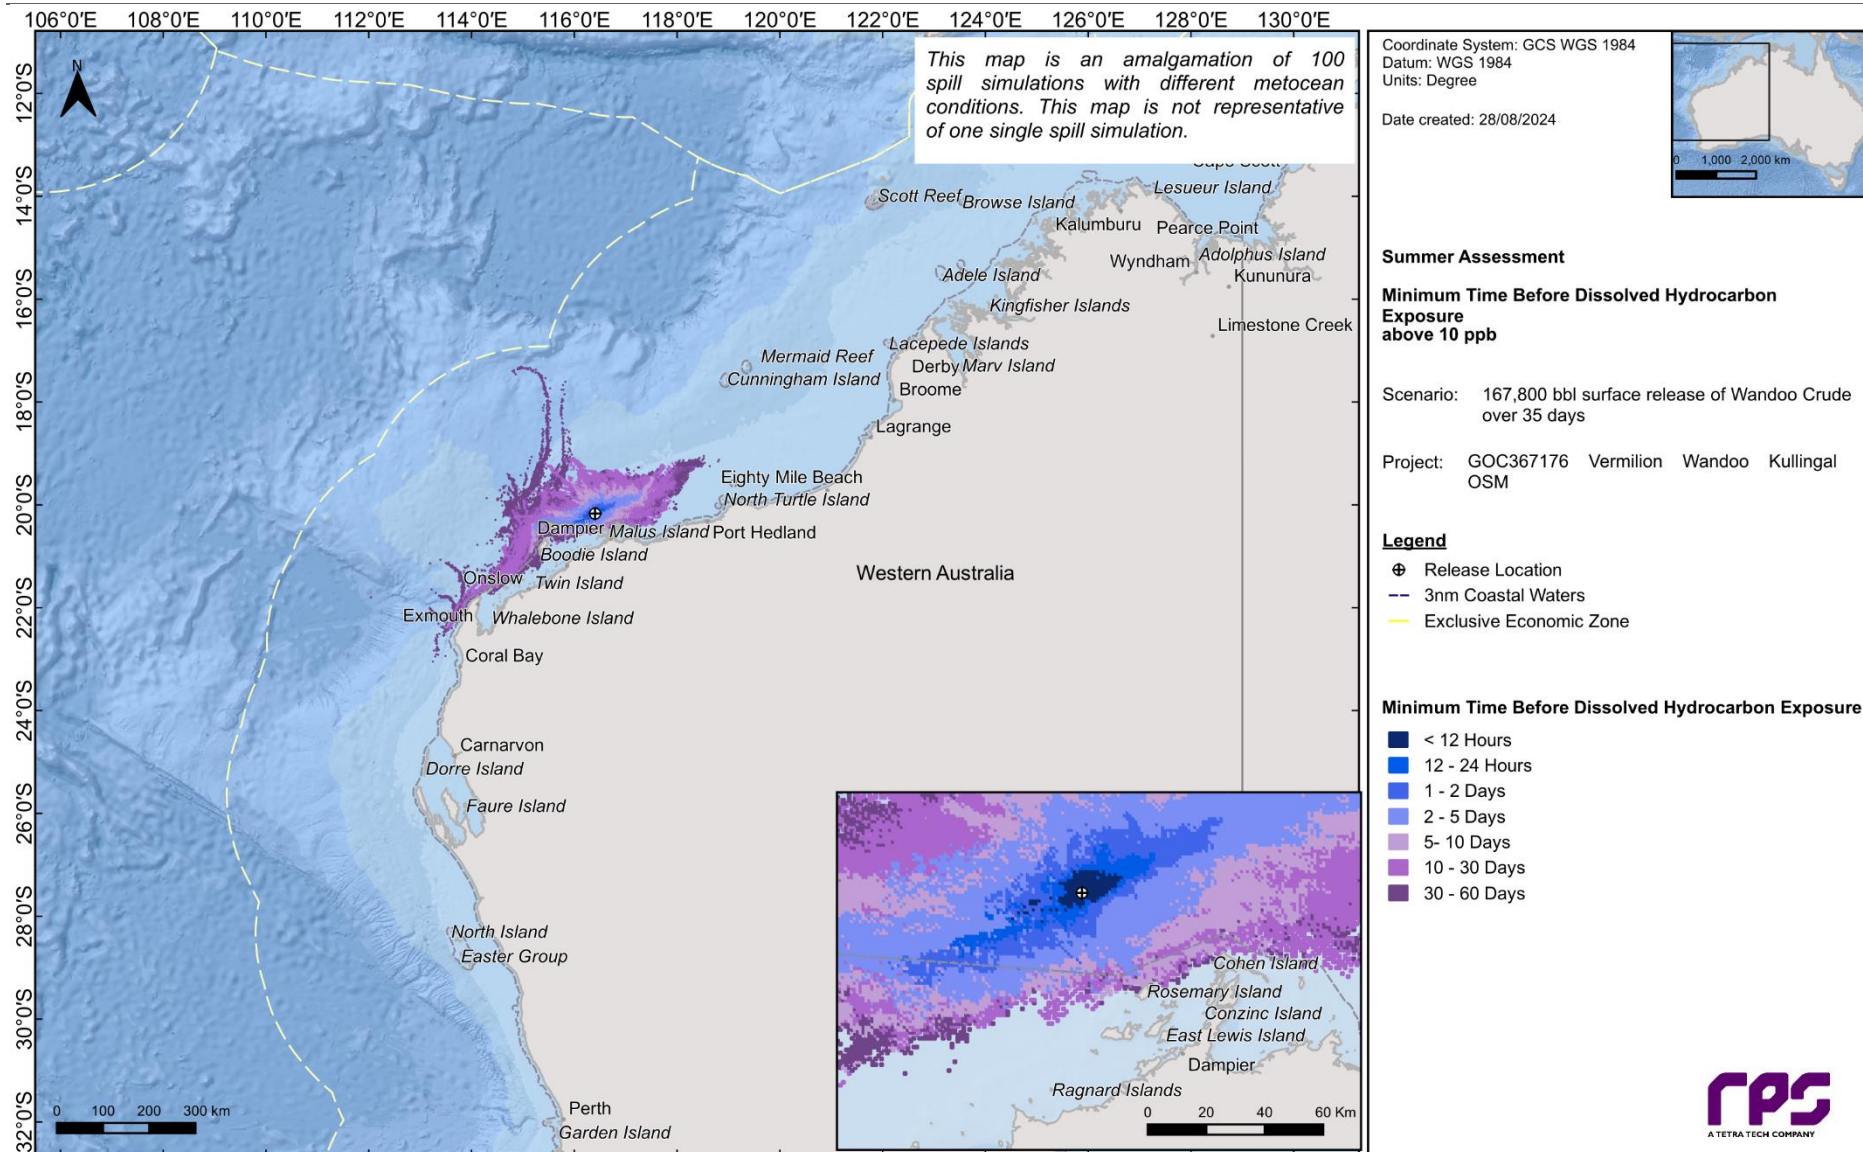 106°0'E 108°0'E 110°0'E 112°0'E 114°0'E 116°0'E 118°0'E 120°0'E 122°0'E 124°0'E 126°0'E 128°0'E 130°0'E
12°0'S
14°0'S
16°0'S
18°0'S
20°0'S
22°0'S
24°0'S
26°0'S
28°0'S
30°0'S
32°0'S
N
This map is an amalgamation of 100
spill simulations with different metocean
conditions. This map is not representative
of one single spill simulation.
Lesueur Island
Scott Reef
Browse Island
Kalumburu
Pearce Point
Wyndham
Adolphus Island
Kununura
Adele Island
Kingfisher Islands
Limestone Creek
Lacepede Islands
Mermaid Reef
Derby
Marv Island
Cunningham Island
Broome
Lagrange
Eighty Mile Beach
North Turtle Island
Dampier
Malus Island
Port Hedland
Boodie Island
Western Australia
Onslow
Twin Island
Exmouth
Whalebone Island
Coral Bay
Carnarvon
Dorre Island
Faure Island
North Island
Easter Group
Perth
Garden Island
0 100 200 300 km
Cohen Island
Rosemary Island
Conzinc Island
East Lewis Island
Dampier
Ragnard Islands
0 20 40 60 Km
Coordinate System: GCS WGS 1984
Datum: WGS 1984
Units: Degree
Date created: 28/08/2024
0 1,000 2,000 km
Summer Assessment
Minimum Time Before Dissolved Hydrocarbon
Exposure
above 10 ppb
Scenario: 167,800 bbl surface release of Wandoo Crude
over 35 days
Project: GOC367176 Vermilion Wandoo Kullingal
OSM
Legend
Release Location
3nm Coastal Waters
Exclusive Economic Zone
Minimum Time Before Dissolved Hydrocarbon Exposure
< 12 Hours
12 - 24 Hours
1 - 2 Days
2 - 5 Days
5- 10 Days
10 - 30 Days
30 - 60 Days
rps
A TETRA TECH COMPANY